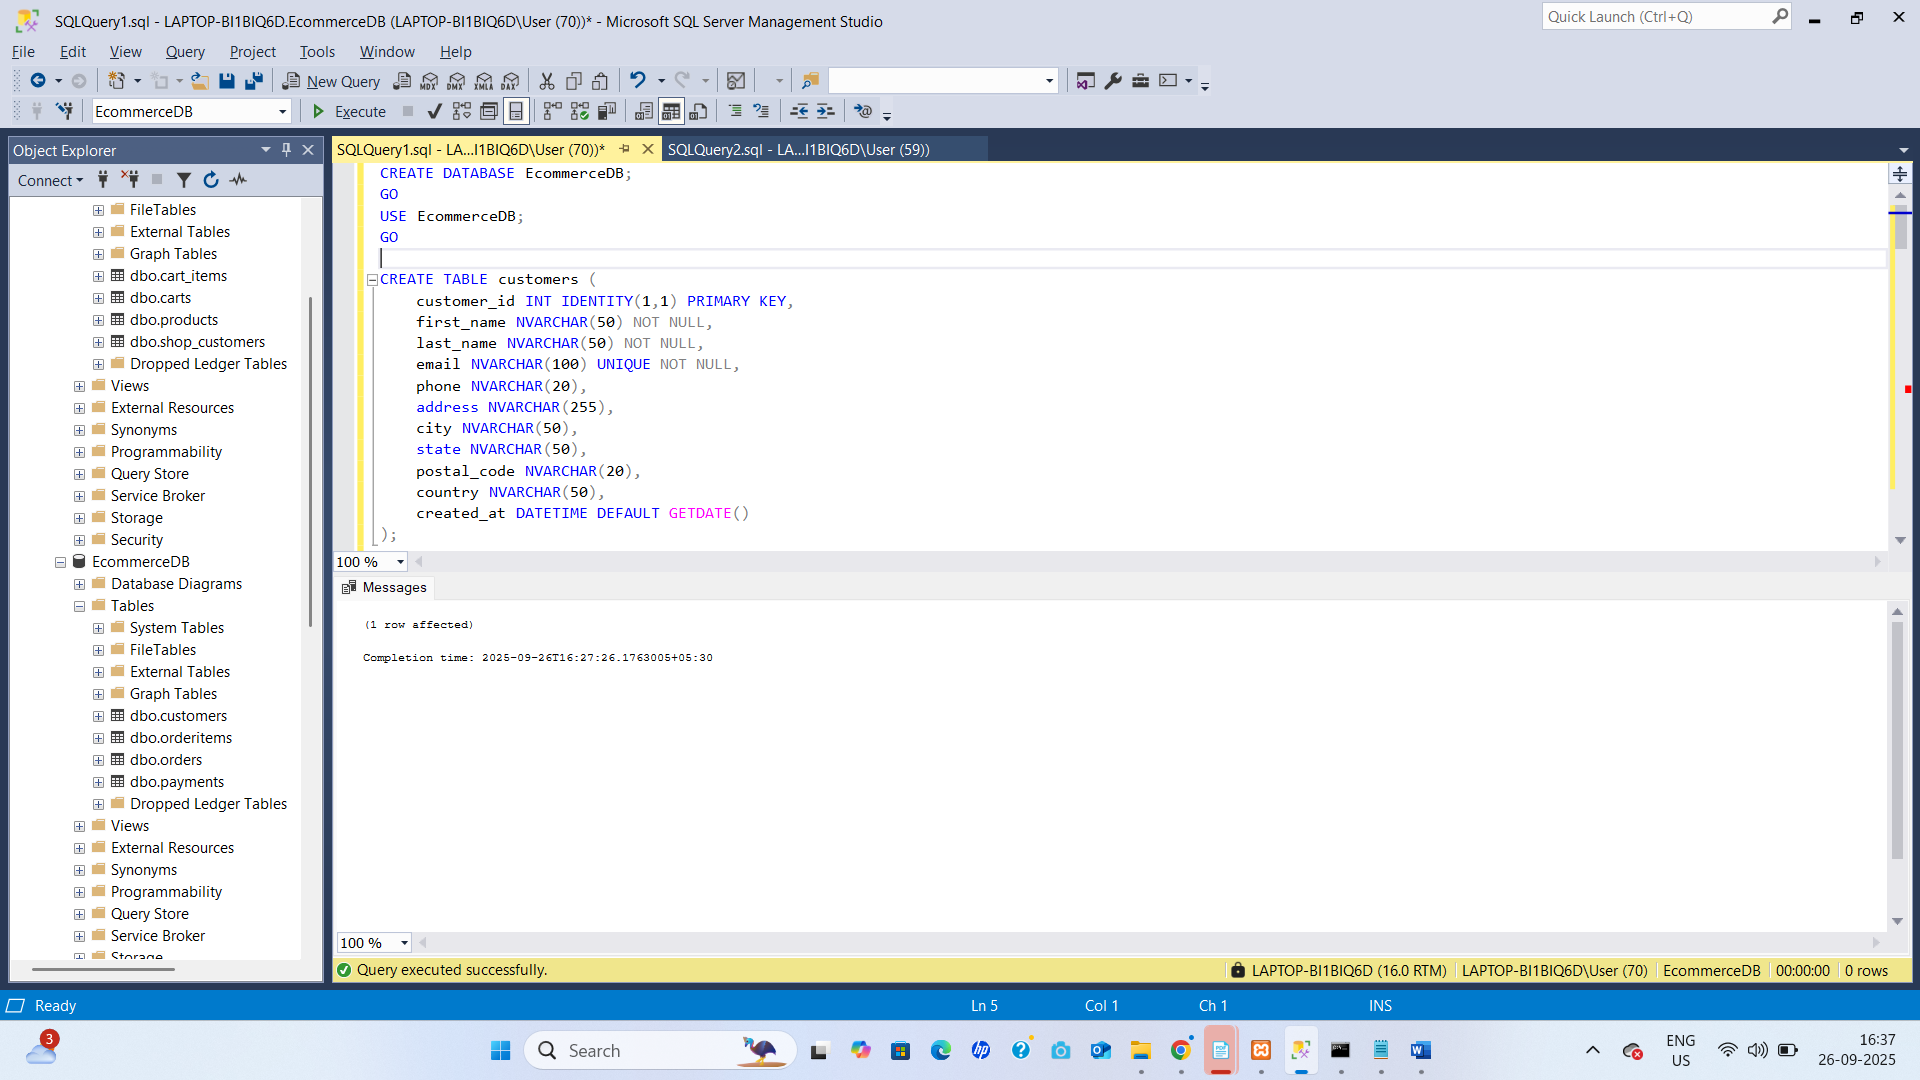 SQLQuery1.sql - LAPTOP-BI1BIQ6D.EcommerceDB (LAPTOP-BI1BIQ6D\User (70))* - Microsoft SQL Server Management Studio
Quick Launch (Ctrl+Q)
File Edit View Query Project Tools Window Help
New Query
MDX DMX XMLA DAX
EcommerceDB
Execute
Object Explorer
Connect
FileTables
External Tables
Graph Tables
dbo.cart_items
dbo.carts
dbo.products
dbo.shop_customers
Dropped Ledger Tables
Views
External Resources
Synonyms
Programmability
Query Store
Service Broker
Storage
Security
EcommerceDB
Database Diagrams
Tables
System Tables
FileTables
External Tables
Graph Tables
dbo.customers
dbo.orderitems
dbo.orders
dbo.payments
Dropped Ledger Tables
Views
External Resources
Synonyms
Programmability
Query Store
Service Broker
Storage
SQLQuery1.sql - LA...I1BIQ6D\User (70))*
SQLQuery2.sql - LA...I1BIQ6D\User (59))
CREATE DATABASE EcommerceDB;
GO
USE EcommerceDB;
GO
CREATE TABLE customers (
customer_id INT IDENTITY(1,1) PRIMARY KEY,
first_name NVARCHAR(50) NOT NULL,
last_name NVARCHAR(50) NOT NULL,
email NVARCHAR(100) UNIQUE NOT NULL,
phone NVARCHAR(20),
address NVARCHAR(255),
city NVARCHAR(50),
state NVARCHAR(50),
postal_code NVARCHAR(20),
country NVARCHAR(50),
created_at DATETIME DEFAULT GETDATE()
);
100 %
Messages
(1 row affected)
Completion time: 2025-09-26T16:27:26.1763005+05:30
100 %
Query executed successfully.
LAPTOP-BI1BIQ6D (16.0 RTM) LAPTOP-BI1BIQ6D\User (70) EcommerceDB 00:00:00 0 rows
Ready
Ln 5 Col 1 Ch 1 INS
3
Search
hp
ENG
US
16:37
26-09-2025